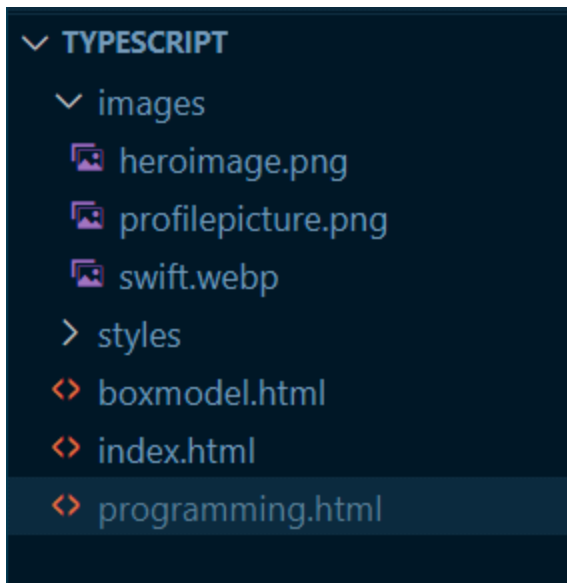 TYPESCRIPT
images
heroimage.png
profilepicture.png
swift.webp
styles
boxmodel.html
index.html
programming.html